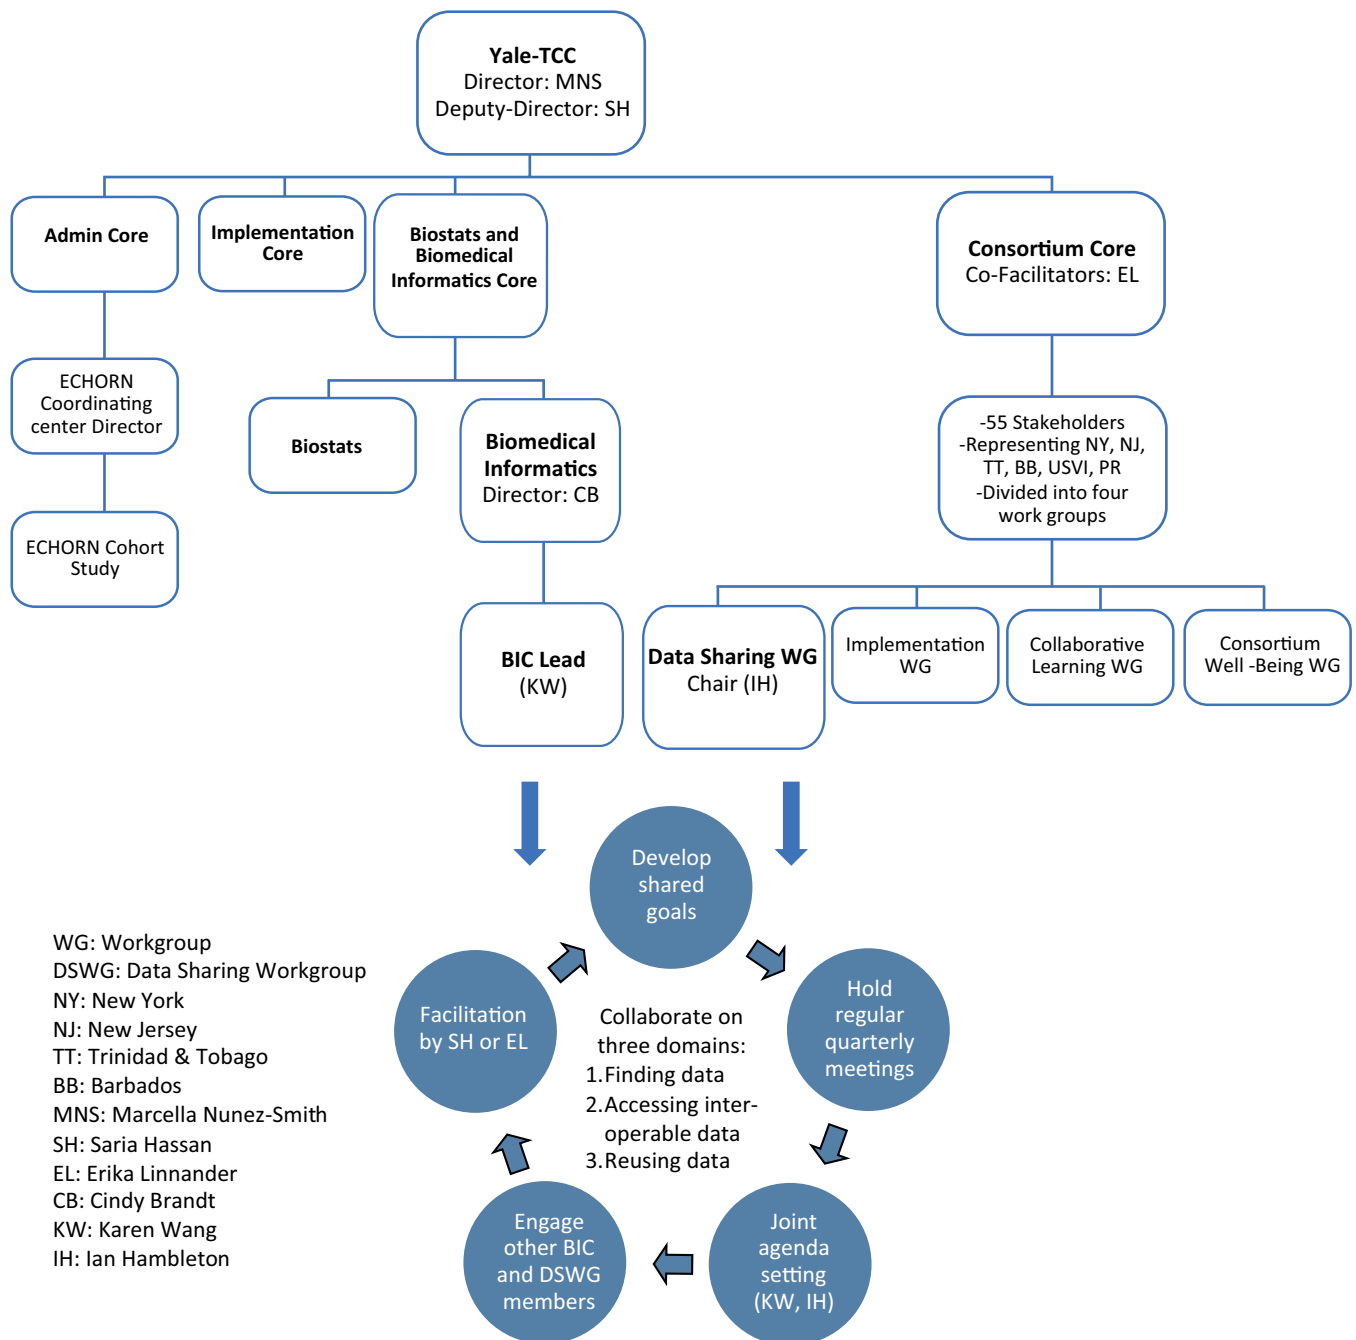 Yale-TCC
Director: MNS
Deputy-Director: SH
Admin Core
Implementation
Core
Biostats and
Biomedical
Informatics Core
Consortium Core
Co-Facilitators: EL
ECHORN
Coordinating
center Director
Biostats
Biomedical
Informatics
Director: CB
-55 Stakeholders
-Representing NY, NJ,
TT, BB, USVI, PR
-Divided into four
work groups
ECHORN Cohort
Study
BIC Lead
(KW)
Data Sharing WG
Chair (IH)
Implementation
WG
Collaborative
Learning WG
Consortium
Well -Being WG
Develop
shared
goals
Hold
regular
quarterly
meetings
Joint
agenda
setting
(KW, IH)
Engage
other BIC
and DSWG
members
Facilitation
by SH or EL
Collaborate on
three domains:
1.Finding data
2.Accessing inter-
operable data
3.Reusing data
WG: Workgroup
DSWG: Data Sharing Workgroup
NY: New York
NJ: New Jersey
TT: Trinidad & Tobago
BB: Barbados
MNS: Marcella Nunez-Smith
SH: Saria Hassan
EL: Erika Linnander
CB: Cindy Brandt
KW: Karen Wang
IH: Ian Hambleton